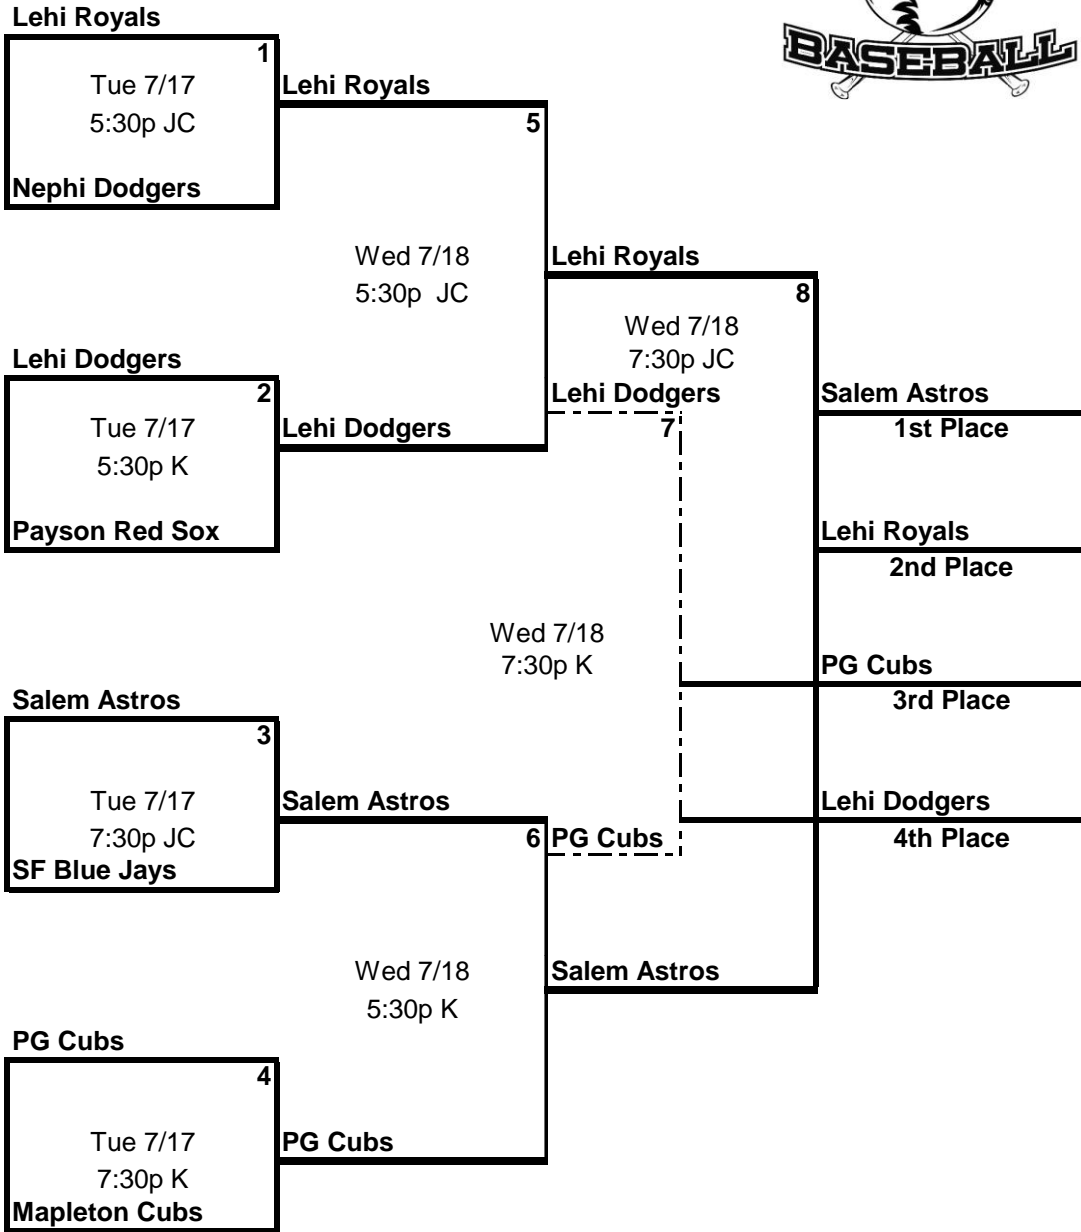 Lehi Royals
BASEBALL
1
Tue 7/17
Lehi Royals
5:30p JC
5
Nephi Dodgers
Wed 7/18
Lehi Royals
5:30p JC
8
Wed 7/18
Lehi Dodgers
7:30p JC
2
Lehi Dodgers
Salem Astros
Tue 7/17
Lehi Dodgers
7
1st Place
5:30p K
Payson Red Sox
Lehi Royals
2nd Place
Wed 7/18
7:30p K
PG Cubs
Salem Astros
3rd Place
3
Tue 7/17
Salem Astros
Lehi Dodgers
7:30p JC
6
PG Cubs
4th Place
SF Blue Jays
Wed 7/18
Salem Astros
5:30p K
PG Cubs
4
Tue 7/17
PG Cubs
7:30p K
Mapleton Cubs